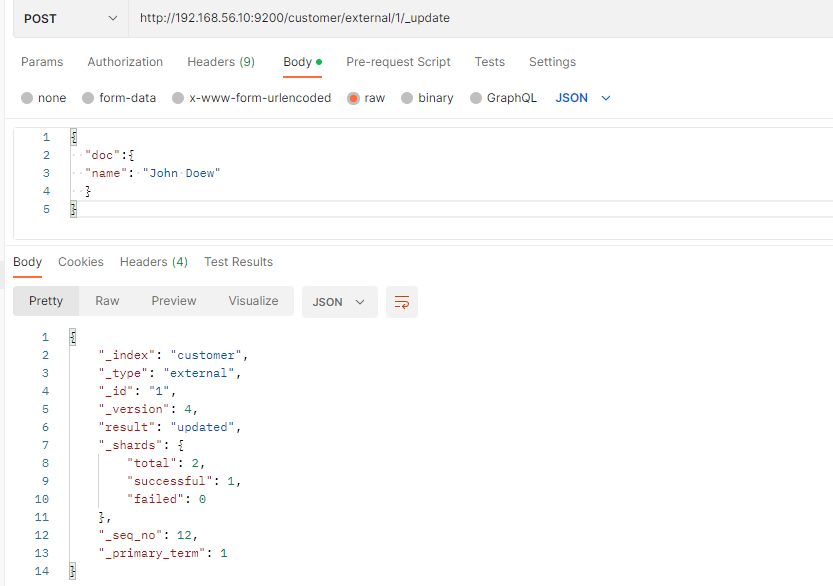 POST http://192.168.56.10:9200/customer/external/1/_update
Params Authorization Headers (9) Body Pre-request Script Tests Settings
none form-data x-www-form-urlencoded raw binary GraphQL JSON
1 {
2 "doc":{
3 "name": "John Doew"
4 }
5 }
Body Cookies Headers (4) Test Results
Pretty Raw Preview Visualize JSON
1 {
2 "_index": "customer",
3 "_type": "external",
4 "_id": "1",
5 "_version": 4,
6 "result": "updated",
7 "_shards": {
8 "total": 2,
9 "successful": 1,
10 "failed": 0
11 },
12 "_seq_no": 12,
13 "_primary_term": 1
14 }